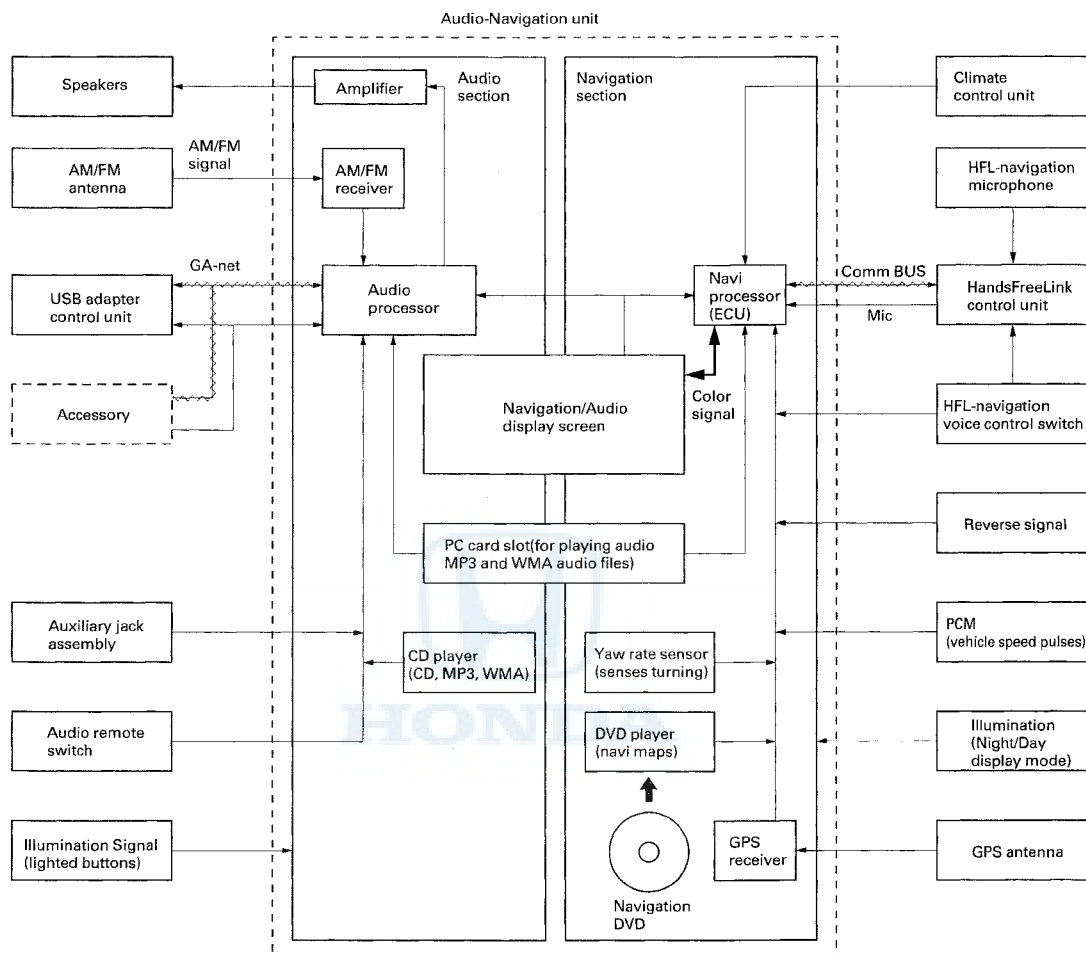 Audio-Navigation unit
Speakers
Amplifier
Audio
section
Navigation
section
Climate
control unit
AM/FM
antenna
AM/FM
signal
AM/FM
receiver
HFL-navigation
microphone
USB adapter
control unit
GA-net
Audio
processor
Navi
processor
(ECU)
Comm BUS
Mic
HandsFreeLink
control unit
Accessory
Navigation/Audio
display screen
Color
signal
HFL-navigation
voice control switch
PC card slot(for playing audio
MP3 and WMA audio files)
Reverse signal
Auxiliary jack
assembly
CD player
(CD, MP3, WMA)
Yaw rate sensor
(senses turning)
PCM
(vehicle speed pulses)
HONDA
Audio remote
switch
DVD player
(navi maps)
Illumination
(Night/Day
display mode)
Illumination Signal
(lighted buttons)
Navigation
DVD
GPS
receiver
GPS antenna